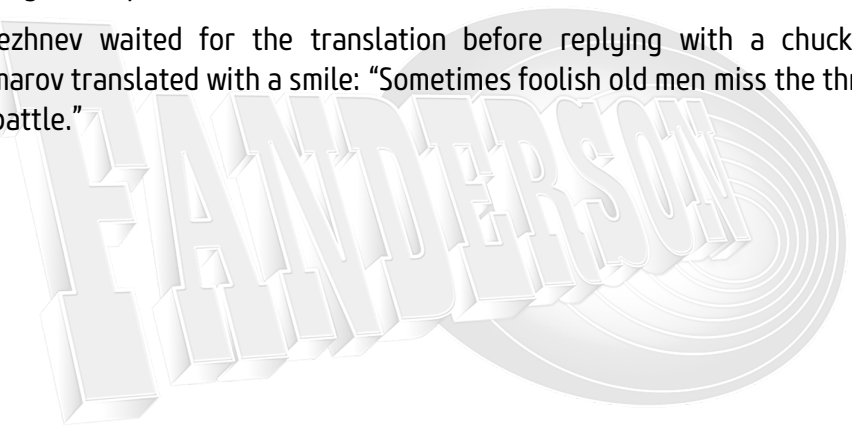 ezhnev waited for the translation before replying with a chuck
marov translated with a smile: “Sometimes foolish old men miss the thr
battle.”
FANDERSON